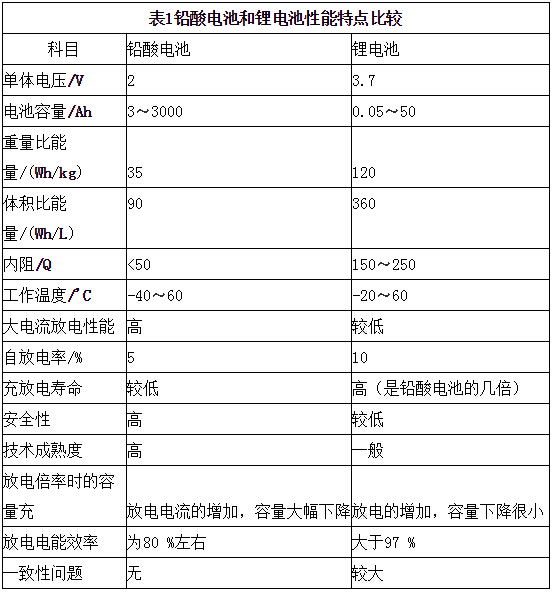 表1铅酸电池和锂电池性能特点比较
科目 铅酸电池 锂电池
单体电压/V 2 3.7
电池容量/Ah 3～3000 0.05～50
重量比能
量/(Wh/kg) 35 120
体积比能 90 360
量/(Wh/L)
内阻/Q <50 150～250
工作温度/°C -40～60 -20～60
大电流放电性能 高 较低
自放电率/% 5 10
充放电寿命 较低 高（是铅酸电池的几倍）
安全性 高 较低
技术成熟度 高 一般
放电倍率时的容
量充 放电电流的增加，容量大幅下降 放电的增加，容量下降很小
放电电能效率 为80 %左右 大于97 %
一致性问题 无 较大